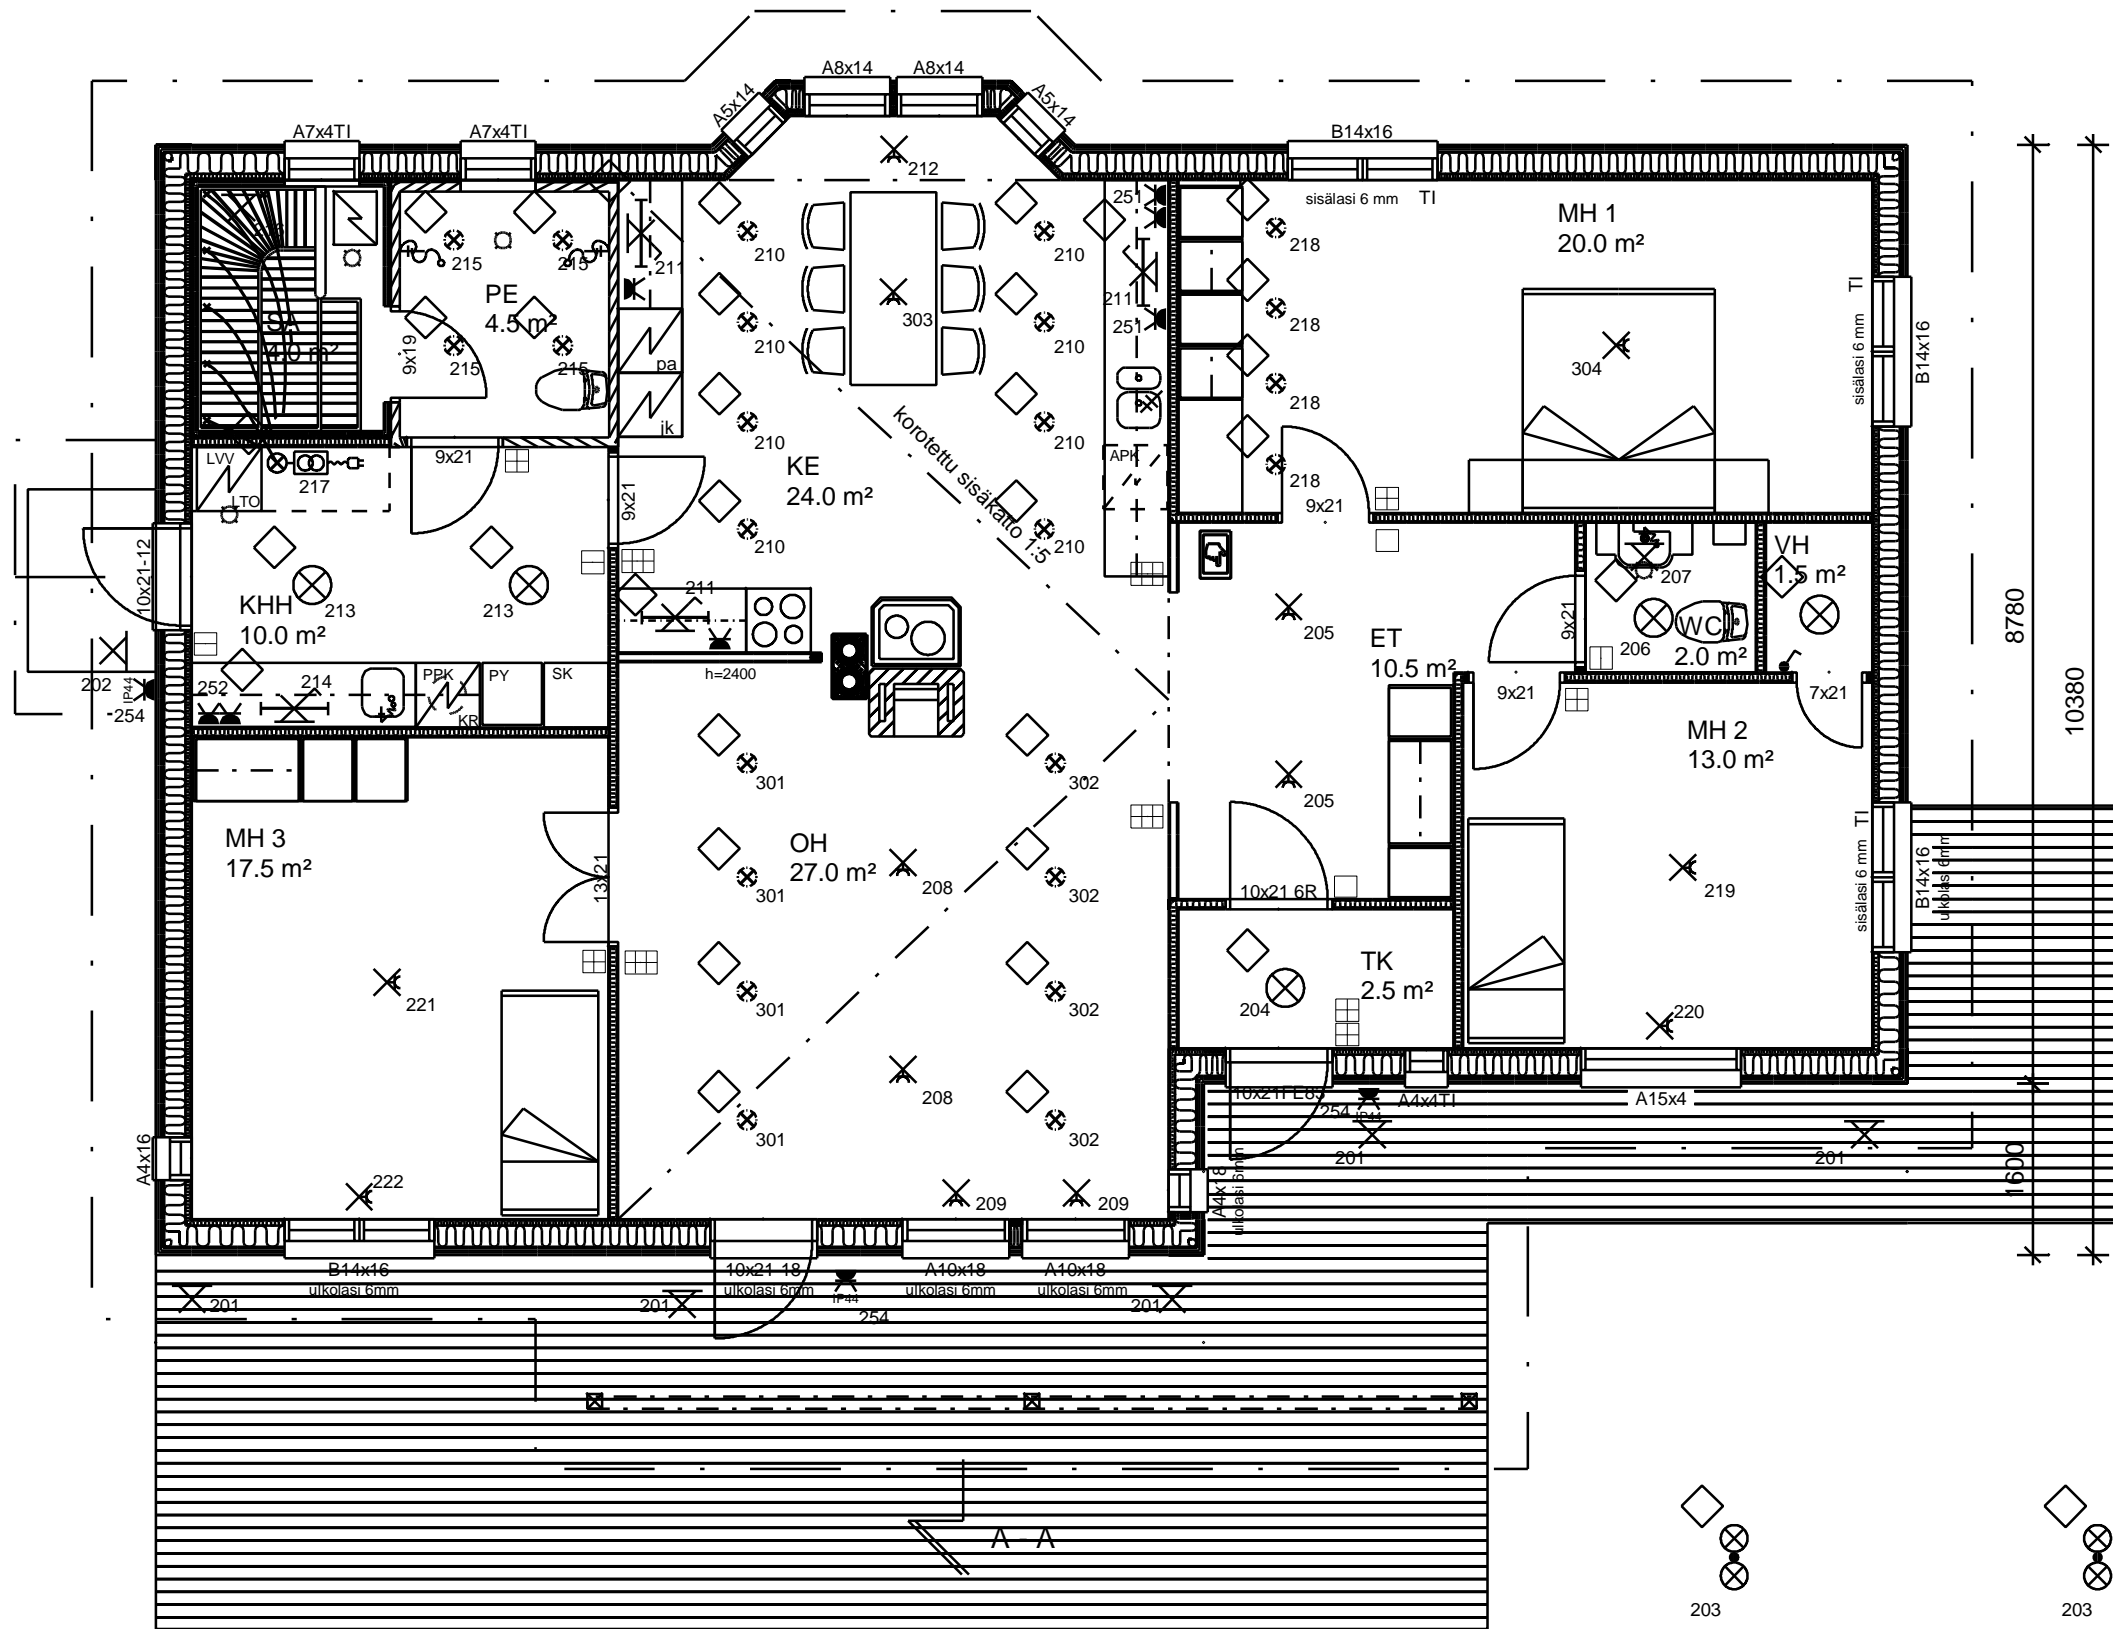 A8x14
A8x14
A5x14
A5x14
A7x4TI
A7x4TI
B14x16
212
sisälasi 6 mm
TI
MH 1
20.0 m²
251
215
215
211
210
210
218
PE
4.5 m²
211
303
251
210
210
218
TI
sisälasi 6 mm
B14x16
4.0 m²
9x19
215
215
pa
304
218
jk
210
210
korotettu sisäkatto 1:5
LVV
217
9x21
LTO
KE
24.0 m²
APK
218
9x21
9x21
210
210
10x21-12
KHH
10.0 m²
213
213
211
VH
1.5 m²
207
205
9x21
206
WC
2.0 m²
ET
10.5 m²
8780
10380
202
IP44
254
252
214
PPK
KR
PY
SK
h=2400
9x21
7x21
MH 2
13.0 m²
301
302
205
MH 3
17.5 m²
13x21
OH
27.0 m²
208
301
302
10x21 6R
219
TI
sisälasi 6 mm
B14x16
ulkolasi 6mm
221
301
302
204
TK
2.5 m²
220
208
10x21FE83
254
IP44
A4x4TI
A15x4
301
302
201
201
A4x16
222
209
209
A4x18
ulkolasi 6mm
1600
B14x16
ulkolasi 6mm
10x21-18
ulkolasi 6mm
IP44
A10x18
ulkolasi 6mm
A10x18
ulkolasi 6mm
201
201
254
201
A - A
203
203